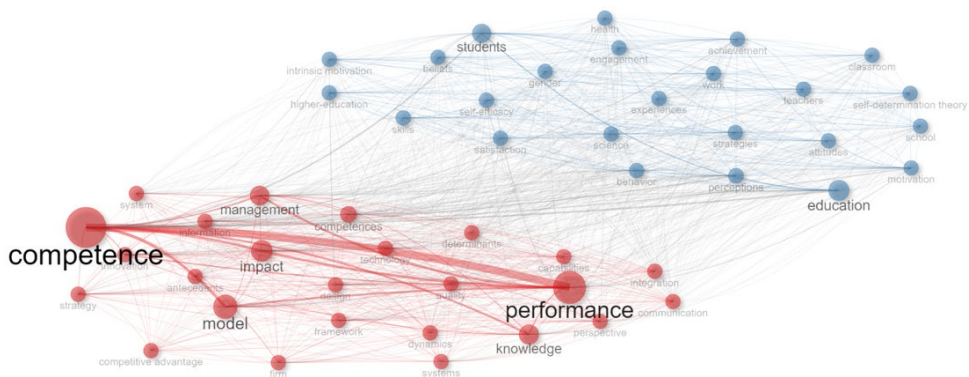 health
students
achievement
engagement
classroom
beliefs
intrinsic motivation
gender
work
teachers
higher-education
self-efficacy
experiences
self-determination theory
skills
school
science
strategies
satisfaction
attitudes
motivation
behavior
perceptions
education
system
management
competences
information
determinants
competence
impact
technology
innovation
capabilities
integration
antecedents
design
quality
strategy
performance
communication
model
framework
perspective
dynamics
knowledge
competitive advantage
firm
systems